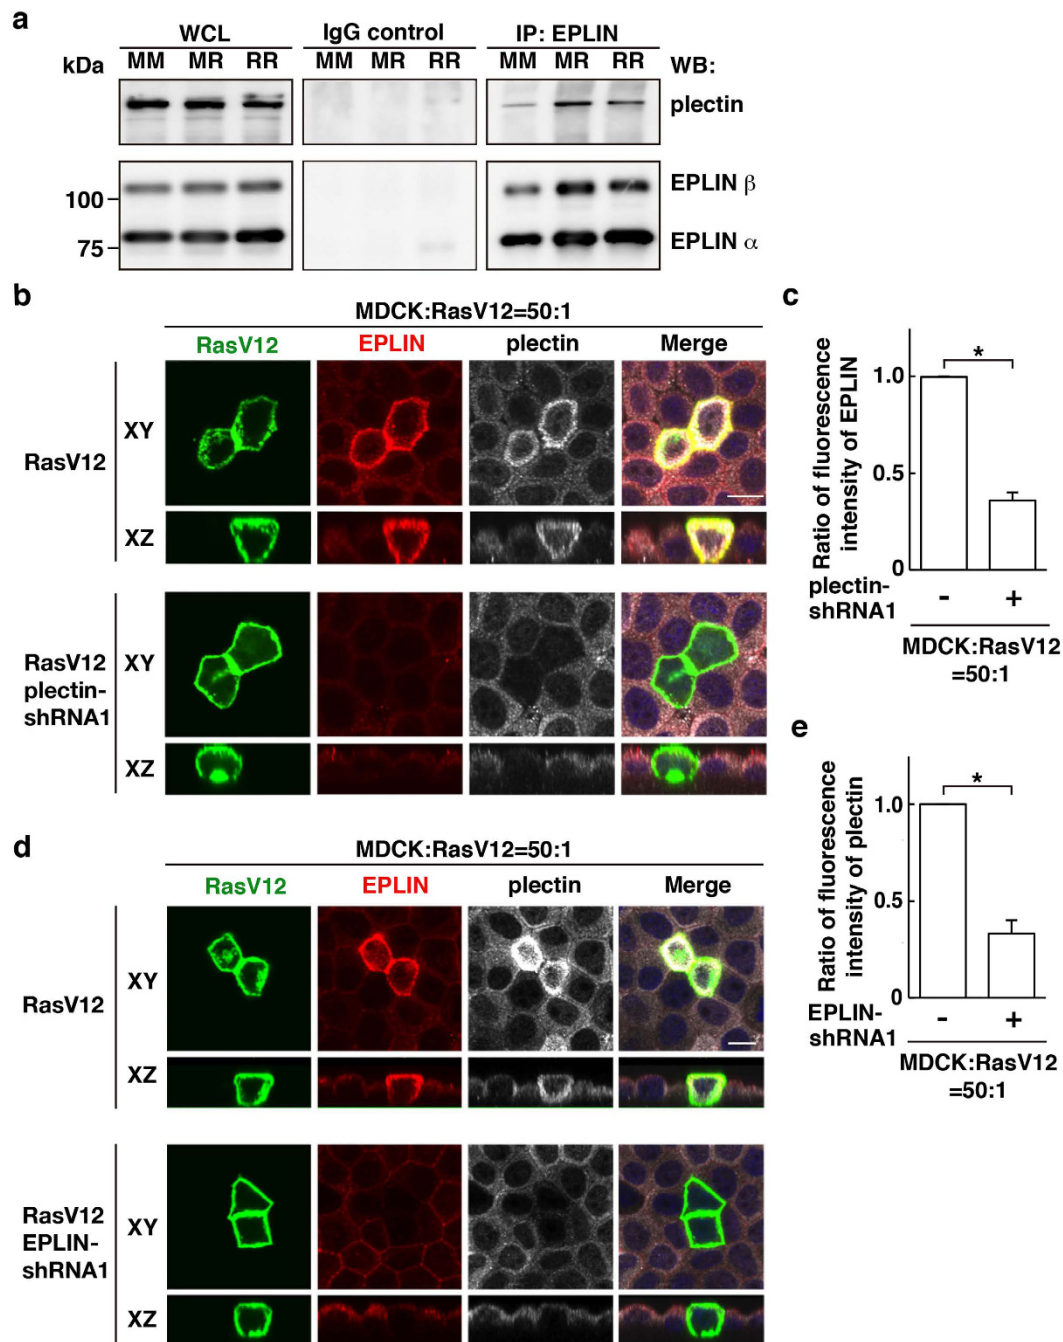 a
WCL IgG control IP: EPLIN
kDa MM MR RR MM MR RR MM MR RR WB:
plectin
EPLIN β
100
EPLIN α
75
b
MDCK:RasV12=50:1
RasV12 EPLIN plectin Merge
RasV12
XY
XZ
RasV12
plectin-
shRNA1
XY
XZ
c
Ratio of fluorescence
intensity of EPLIN
1.0
0.5
0
*
plectin-
shRNA1
- +
MDCK:RasV12
=50:1
d
MDCK:RasV12=50:1
RasV12 EPLIN plectin Merge
RasV12
XY
XZ
RasV12
EPLIN-
shRNA1
XY
XZ
e
Ratio of fluorescence
intensity of plectin
1.0
0.5
0
*
EPLIN-
shRNA1
- +
MDCK:RasV12
=50:1